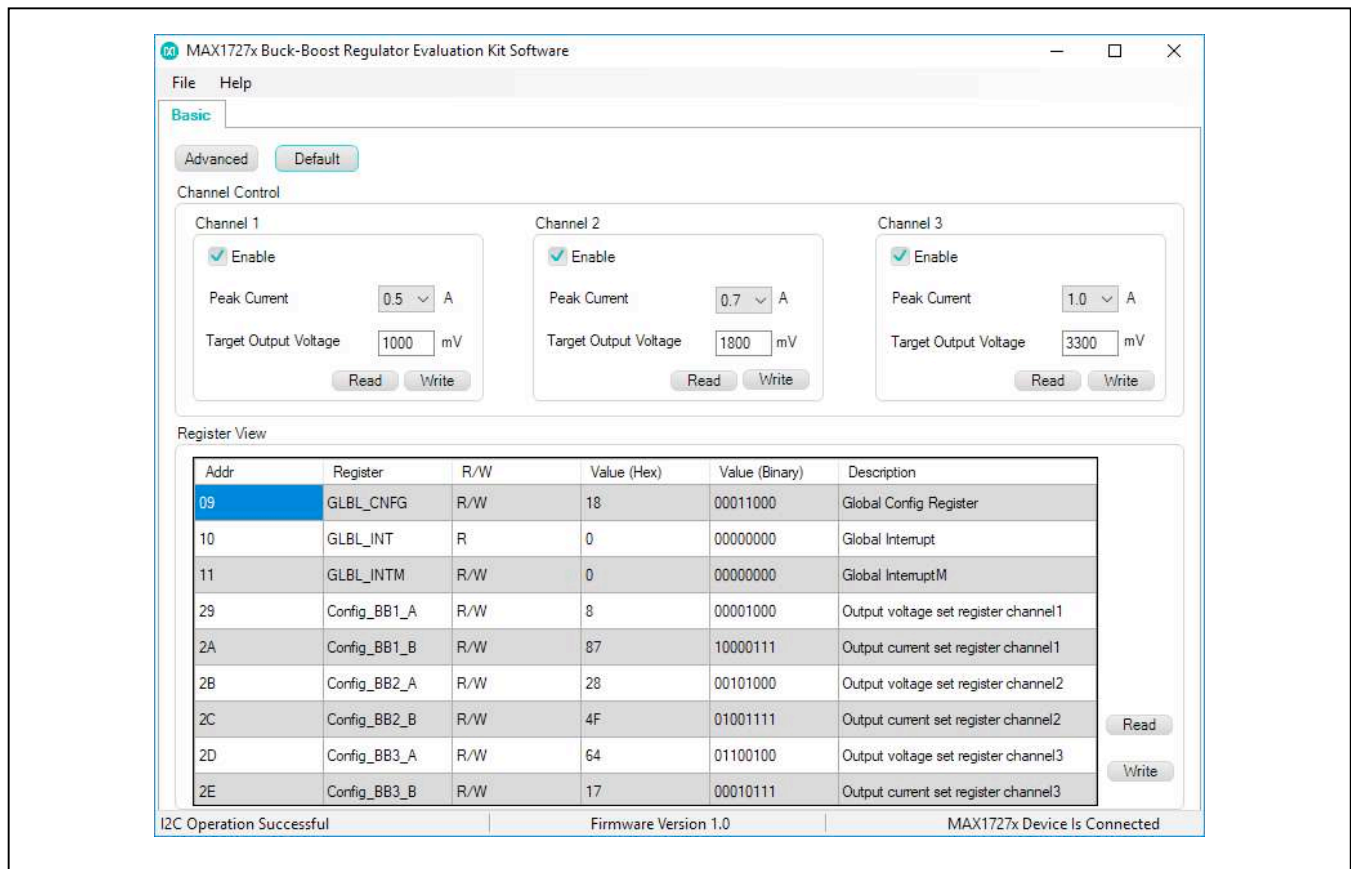 MAX1727x Buck-Boost Regulator Evaluation Kit Software
File Help
Basic
Advanced Default
Channel Control
Channel 1 Channel 2 Channel 3
Enable Enable Enable
Peak Current 0.5 A Peak Current 0.7 A Peak Current 1.0 A
Target Output Voltage 1000 mV Target Output Voltage 1800 mV Target Output Voltage 3300 mV
Read Write Read Write Read Write
Register View
Addr Register R/W Value (Hex) Value (Binary) Description
09 GLBL_CNFG R/W 18 00011000 Global Config Register
10 GLBL_INT R 0 00000000 Global Interrupt
11 GLBL_INTM R/W 0 00000000 Global InterruptM
29 Config_BB1_A R/W 8 00001000 Output voltage set register channel1
2A Config_BB1_B R/W 87 10000111 Output current set register channel1
2B Config_BB2_A R/W 28 00101000 Output voltage set register channel2
2C Config_BB2_B R/W 4F 01001111 Output current set register channel2
Read
2D Config_BB3_A R/W 64 01100100 Output voltage set register channel3
Write
2E Config_BB3_B R/W 17 00010111 Output current set register channel3
I2C Operation Successful Firmware Version 1.0 MAX1727x Device Is Connected